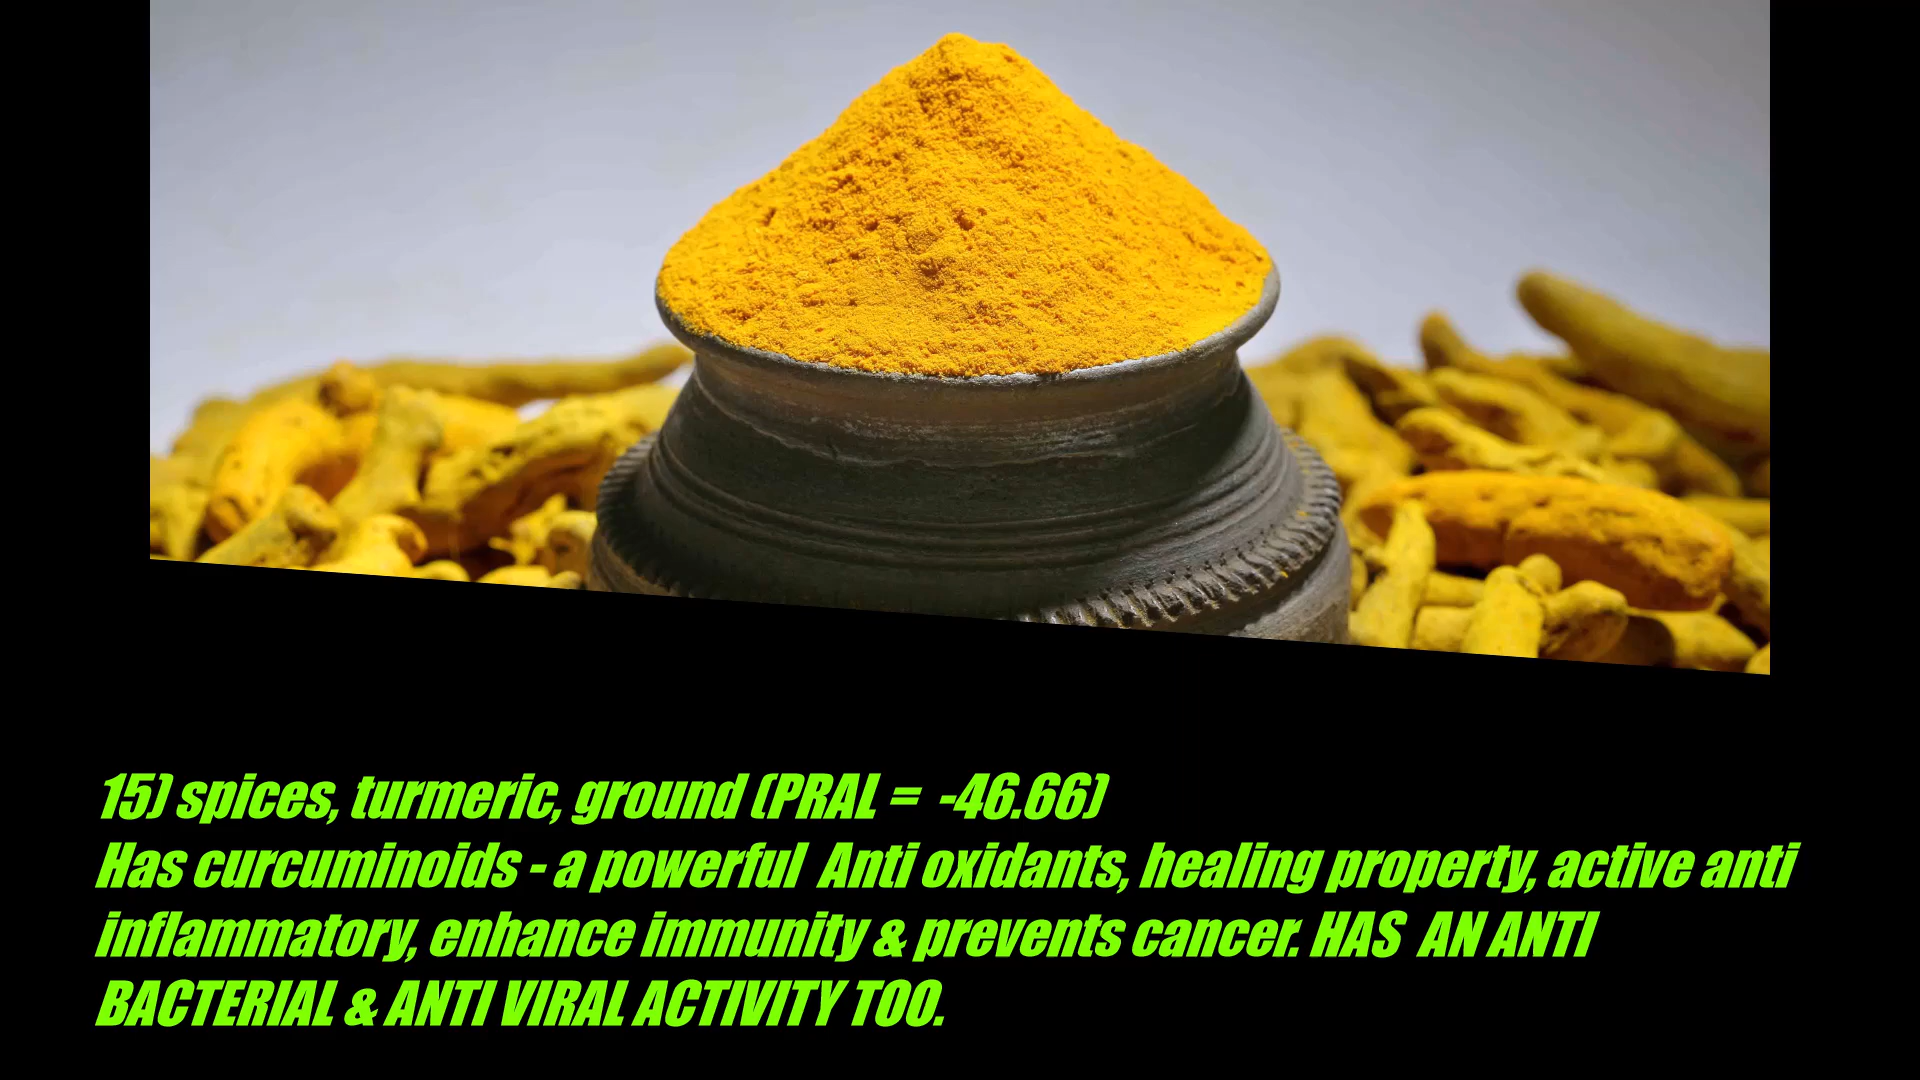 15) spices, turmeric, ground (PRAL = -46.66)
Has curcuminoids - a powerful Anti oxidants, healing property, active anti
inflammatory, enhance immunity & prevents cancer. HAS AN ANTI
BACTERIAL & ANTI VIRAL ACTIVITY TOO.